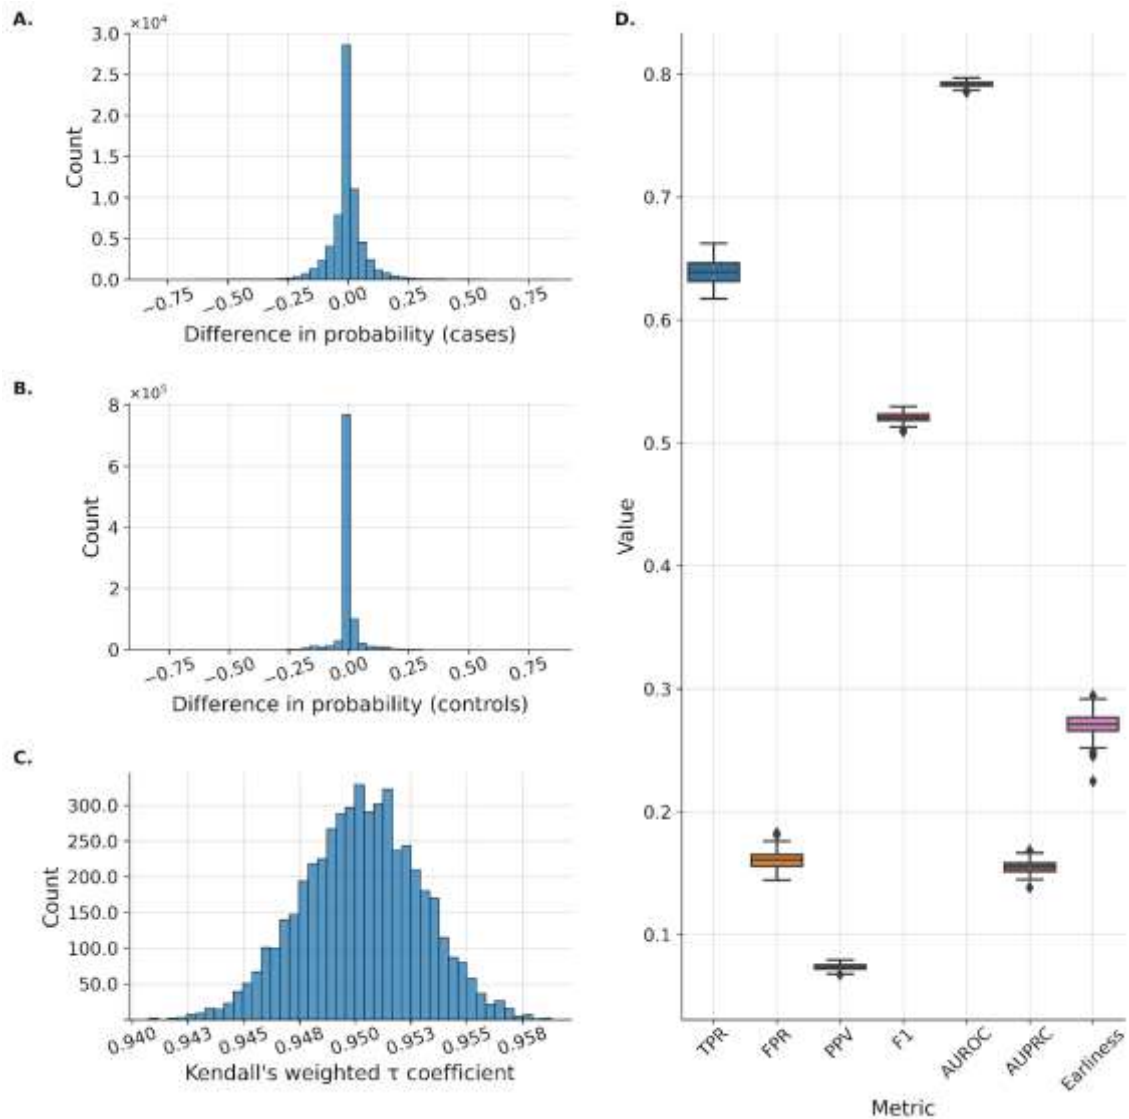 A.
×10⁴
3.0
2.5
2.0
1.5
1.0
0.5
0.0
Count
−0.75 −0.50 −0.25 0.00 0.25 0.50 0.75
Difference in probability (cases)
B.
×10⁵
8
6
4
2
0
Count
−0.75 −0.50 −0.25 0.00 0.25 0.50 0.75
Difference in probability (controls)
C.
300.0
250.0
200.0
150.0
100.0
50.0
Count
0.940 0.943 0.945 0.948 0.950 0.953 0.955 0.958
Kendall's weighted τ coefficient
D.
0.8
0.7
0.6
0.5
0.4
0.3
0.2
0.1
Value
TPR FPR PPV F1 AUROC AUPRC Earliness
Metric